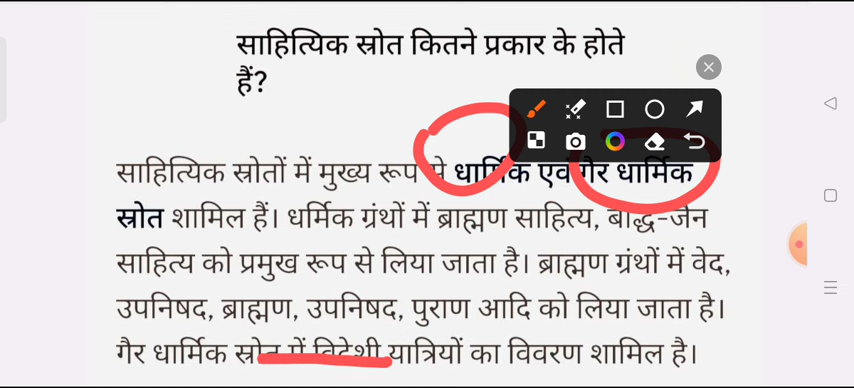 साहित्यिक स्रोत कितने प्रकार के होते
हैं?
साहित्यिक स्रोतों में मुख्य रूप से धार्मिक एवं गैर धार्मिक
स्रोत शामिल हैं। धर्मिक ग्रंथों में ब्राह्मण साहित्य, बौद्ध-जैन
साहित्य को प्रमुख रूप से लिया जाता है। ब्राह्मण ग्रंथों में वेद,
उपनिषद, ब्राह्मण, उपनिषद, पुराण आदि को लिया जाता है।
गैर धार्मिक स्रोत में विदेशी यात्रियों का विवरण शामिल है।